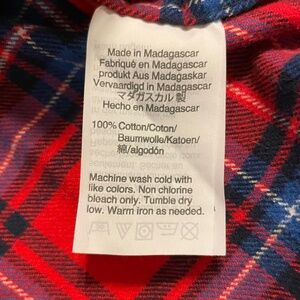 Made in Madagascar
Fabriqué en Madagascar
produkt Aus Madagaskar
Vervaardigd in Madagascar
マダガスカル 製
Hecho en Madagascar
100% Cotton/Coton/
Baumwolle/Katoen/
綿/algodón
Machine wash cold with
like colors. Non chlorine
bleach only. Tumble dry
low. Warm iron as needed.